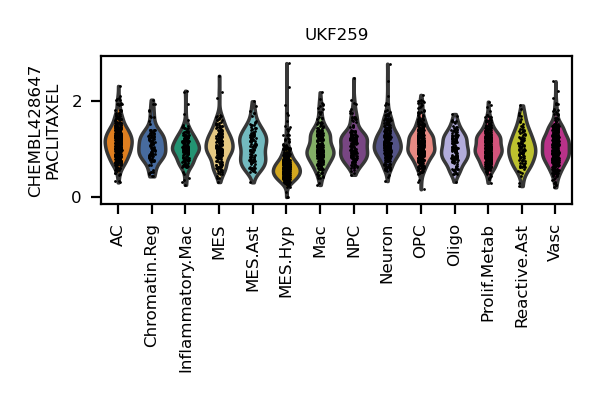 UKF259
CHEMBL428647
PACLITAXEL
2
0
AC
Chromatin.Reg
Inflammatory.Mac
MES
MES.Ast
MES.Hyp
Mac
NPC
Neuron
OPC
Oligo
Prolif.Metab
Reactive.Ast
Vasc